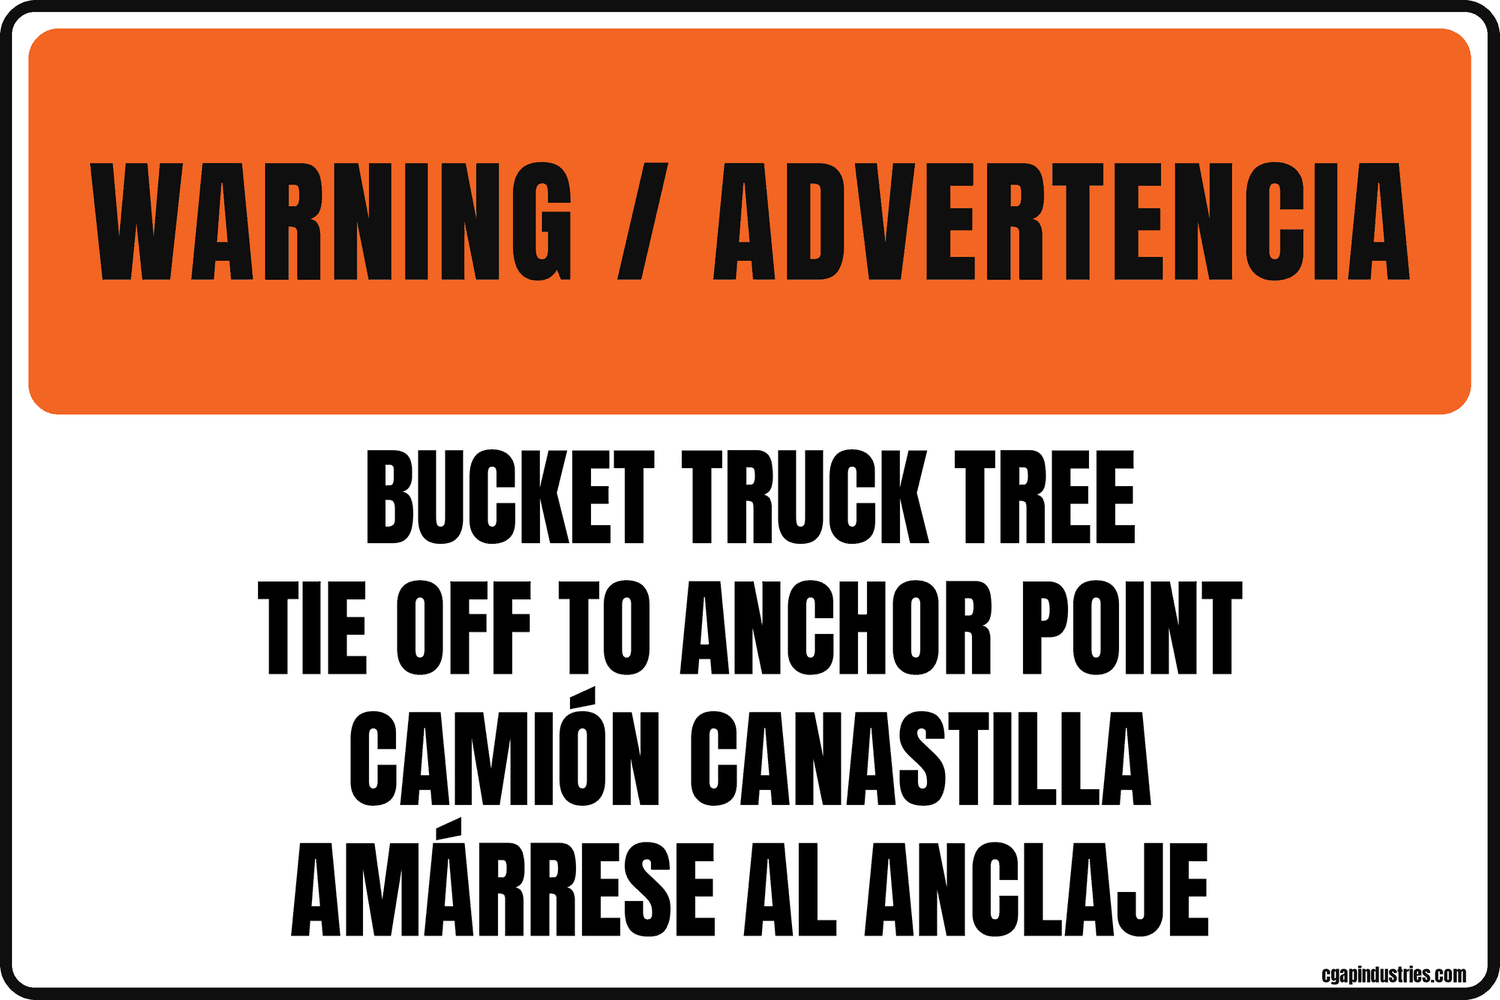 WARNING / ADVERTENCIA
BUCKET TRUCK TREE
TIE OFF TO ANCHOR POINT
CAMIÓN CANASTILLA
AMÁRRESE AL ANCLAJE
cgapindustries.com